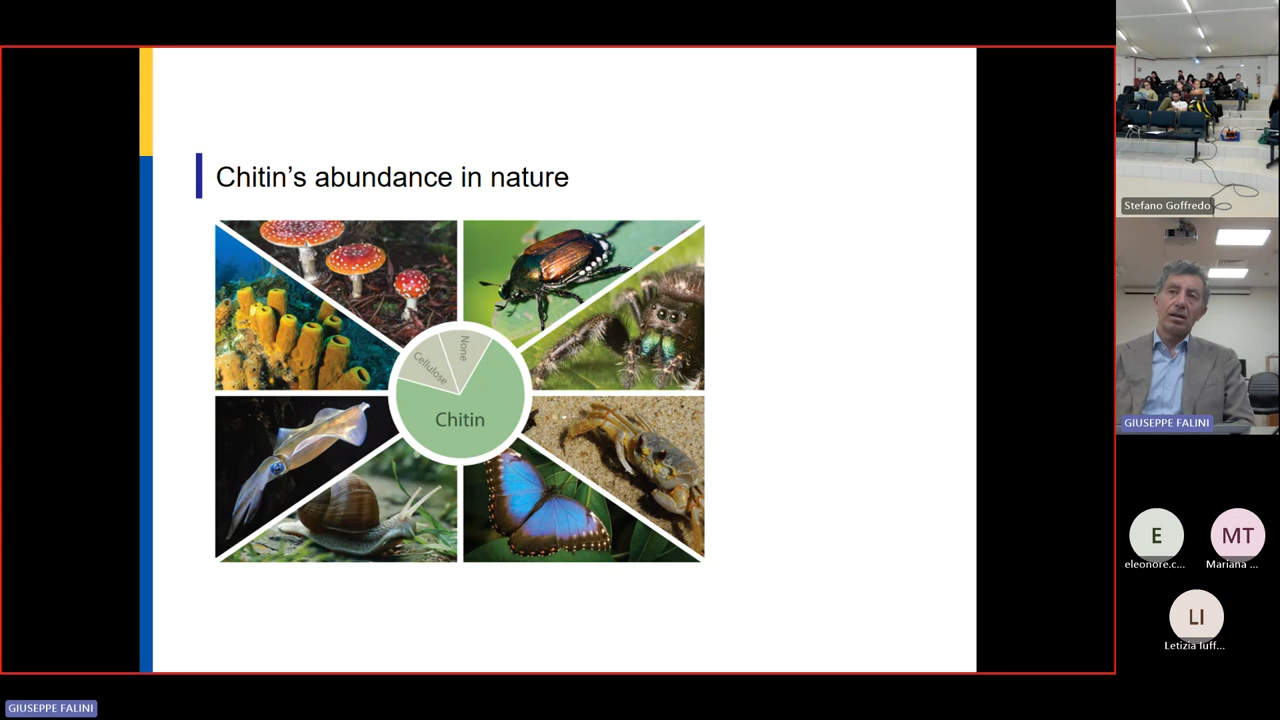 Chitin's abundance in nature
None
Cellulose
Chitin
Stefano Goffredo
GIUSEPPE FALINI
E
MT
eleonore.c...
Mariana ...
LI
Letizia Iuff...
GIUSEPPE FALINI